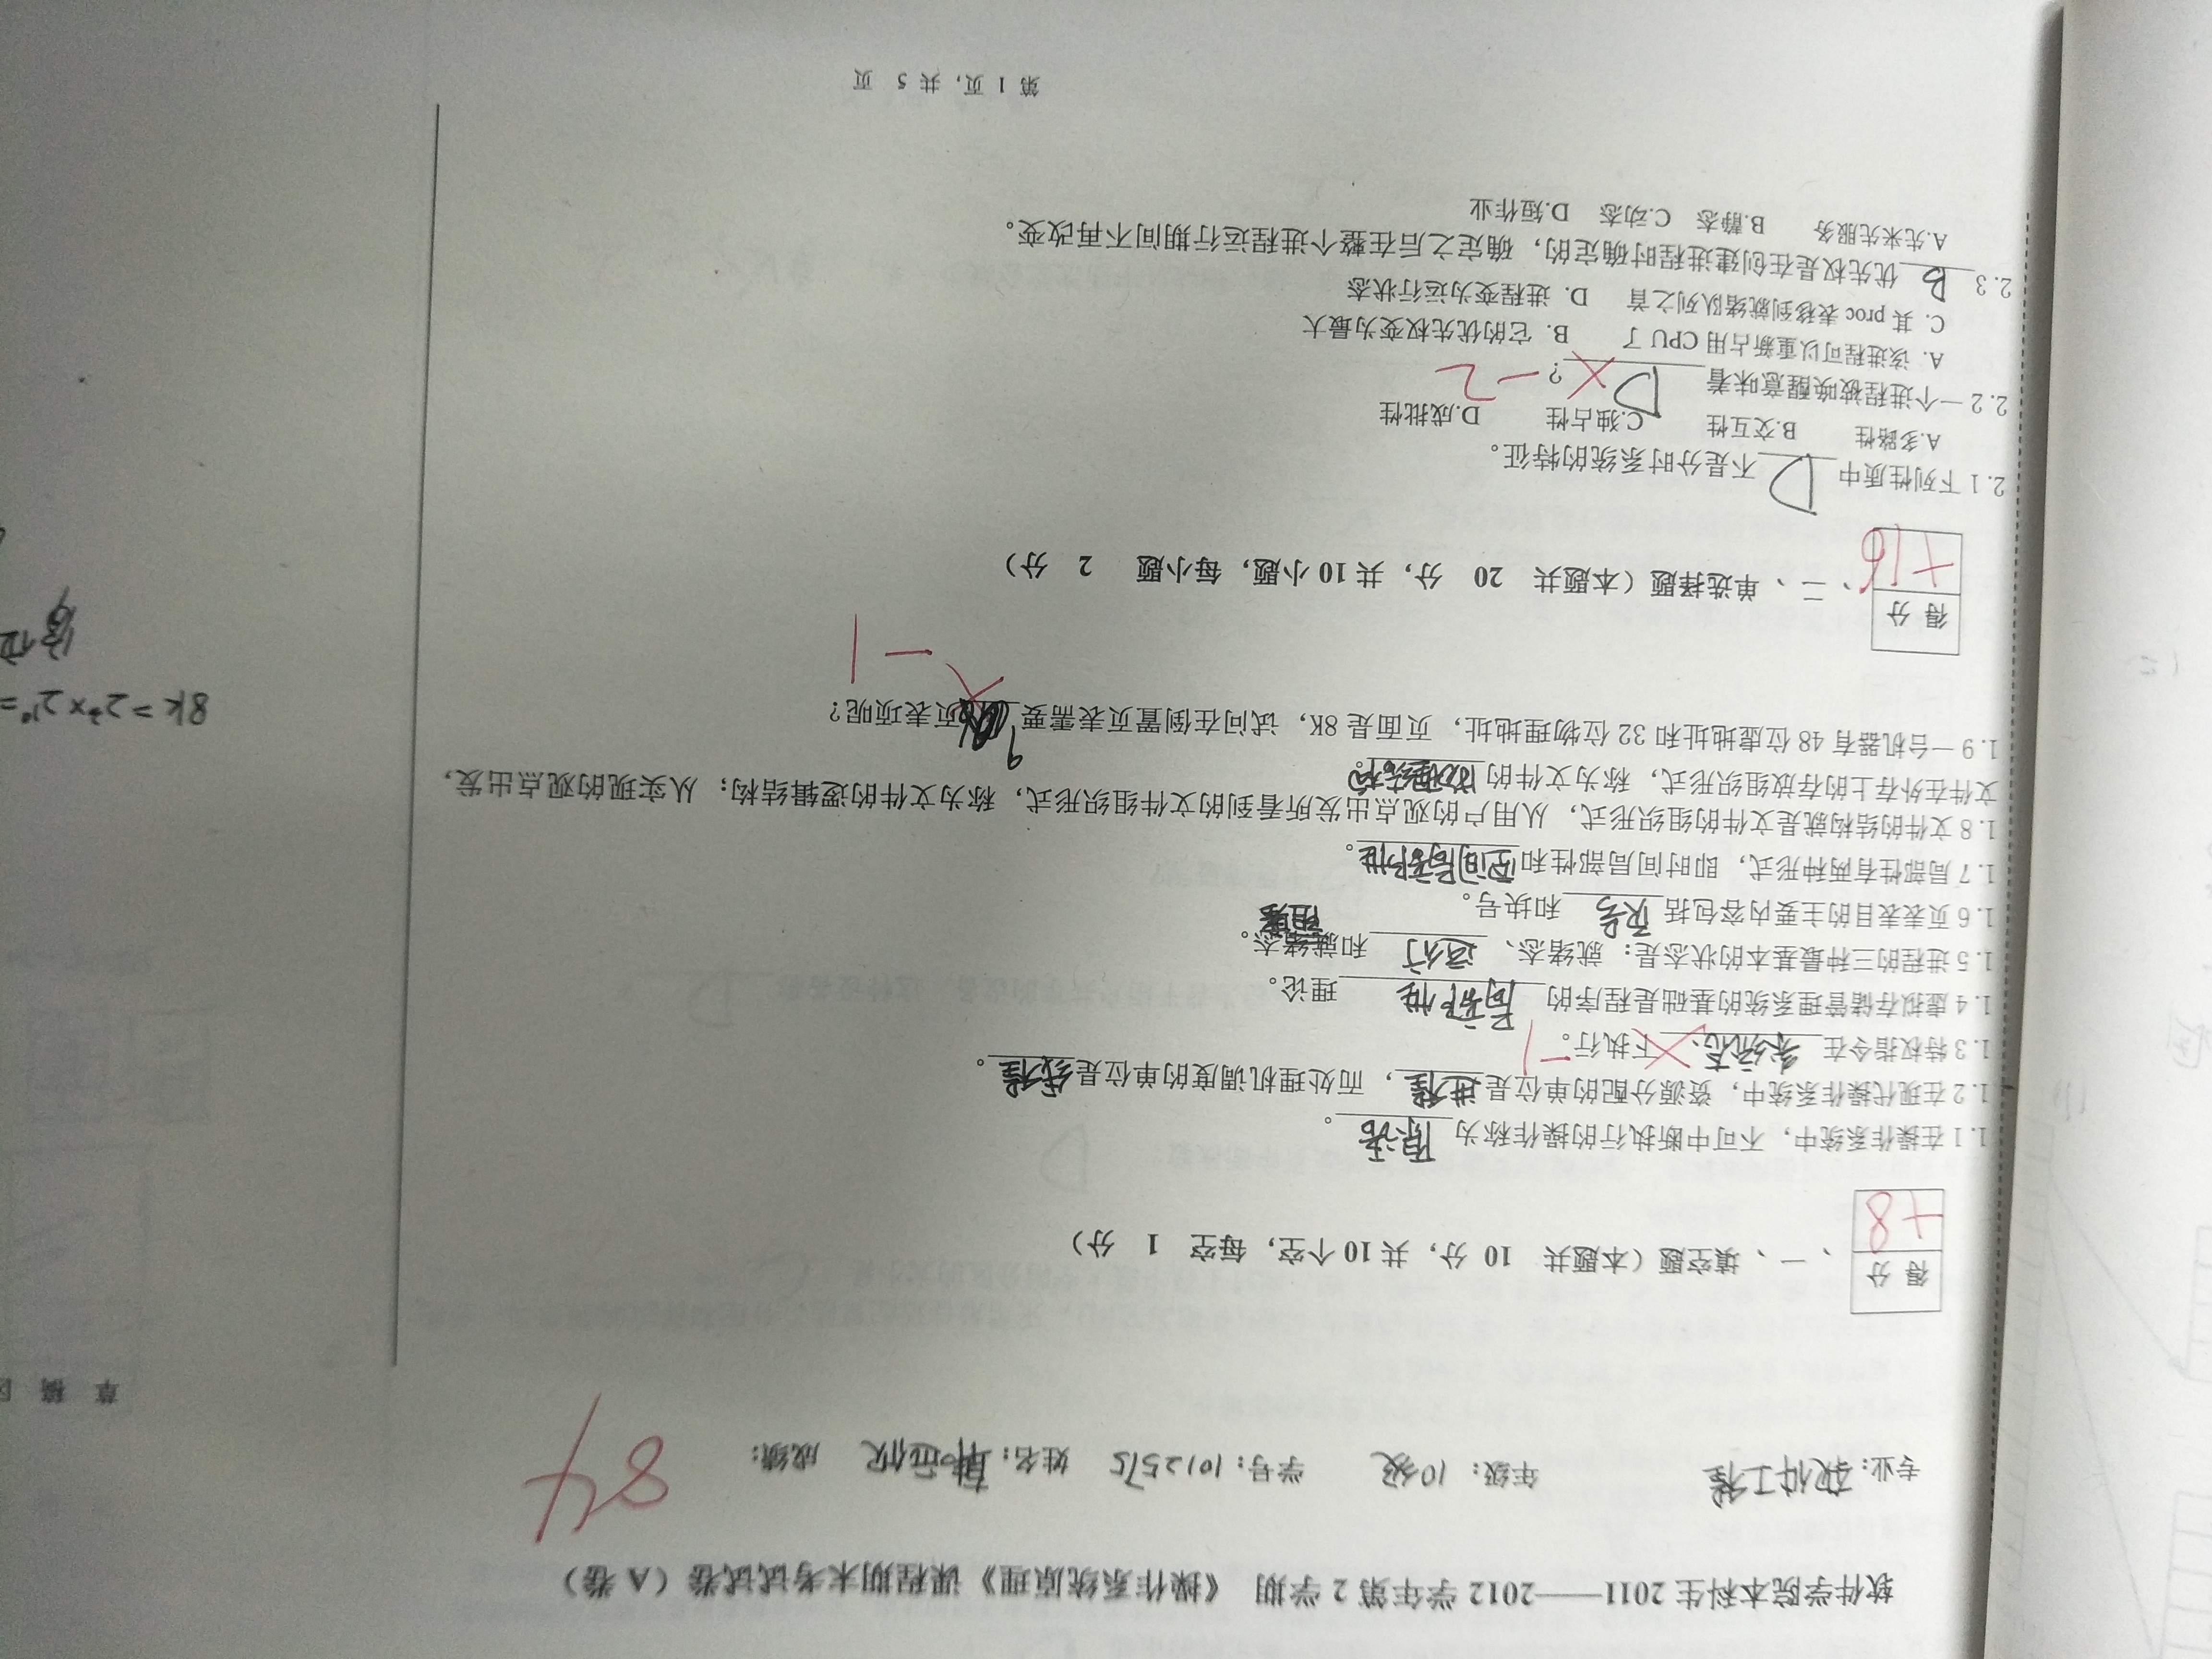 软件学院本科生 2011——2012 学年第 2 学期 《操作系统原理》课程期末考试试卷（A 卷）
专业：软件工程 年级：10级 学号：1012575 姓名：韩远欣 成绩：84
草 稿
得 分
+8
、一 、填空题（本题共 10 分，共 10 个空，每空 1 分）
1.1 在操作系统中，不可中断执行的操作称为 原语 。
1.2 在现代操作系统中，资源分配的单位是 进程 ，而处理机调度的单位是 线程 。
1.3 特权指令在 系统态 下执行。 -1
1.4 虚拟存储管理系统的基础是程序的 局部性 理论。
1.5 进程的三种最基本的状态是：就绪态、 运行 和就绪态。
阻塞
1.6 页表表目的主要内容包括 页号 和块号。
1.7 局部性有两种形式，即时间局部性和 空间局部性 。
1.8 文件的结构就是文件的组织形式，从用户的观点出发所看到的文件组织形式，称为文件的逻辑结构；从实现的观点出发，
文件在外存上的存放组织形式，称为文件的 物理结构 。
1.9 一台机器有 48 位虚地址和 32 位物理地址，页面是 8K，试问在倒置页表需要 9 页表项呢？
-1
8k = 2³ × 2¹⁰ =
得 分
+16
、二 、单选择题（本题共 20 分，共 10 小题，每小题 2 分）
2.1 下列性质中 D 不是分时系统的特征。
A.多路性 B.交互性 C.独占性 D.成批性
2.2 一个进程被唤醒意味着 D ？ -2
A. 该进程可以重新占用 CPU 了 B. 它的优先权变为最大
C. 其 proc 表移到就绪队列之首 D. 进程变为运行状态
2.3 B 优先权是在创建进程时确定的，确定之后在整个进程运行期间不再改变。
A.先来先服务 B.静态 C.动态 D.短作业
第 1 页，共 5 页